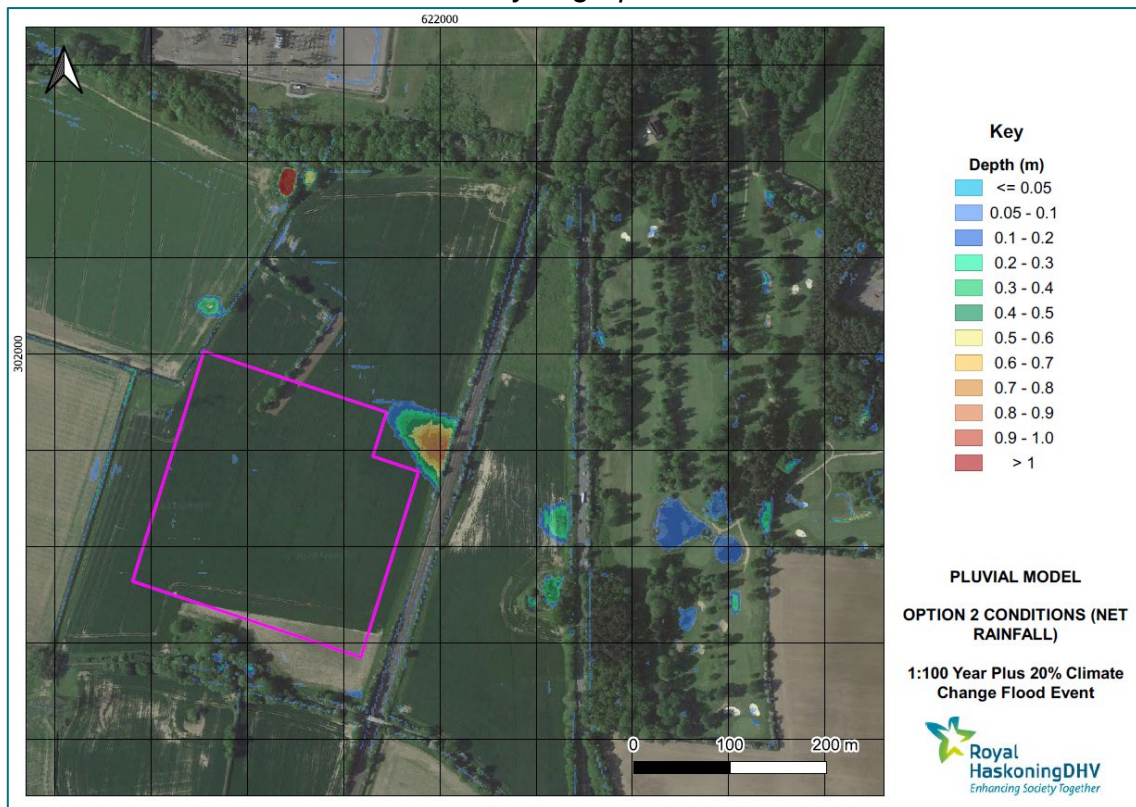 622000
302000
Key
Depth (m)
<= 0.05
0.05 - 0.1
0.1 - 0.2
0.2 - 0.3
0.3 - 0.4
0.4 - 0.5
0.5 - 0.6
0.6 - 0.7
0.7 - 0.8
0.8 - 0.9
0.9 - 1.0
> 1
PLUVIAL MODEL
OPTION 2 CONDITIONS (NET
RAINFALL)
1:100 Year Plus 20% Climate
Change Flood Event
0 100 200 m
Royal
HaskoningDHV
Enhancing Society Together